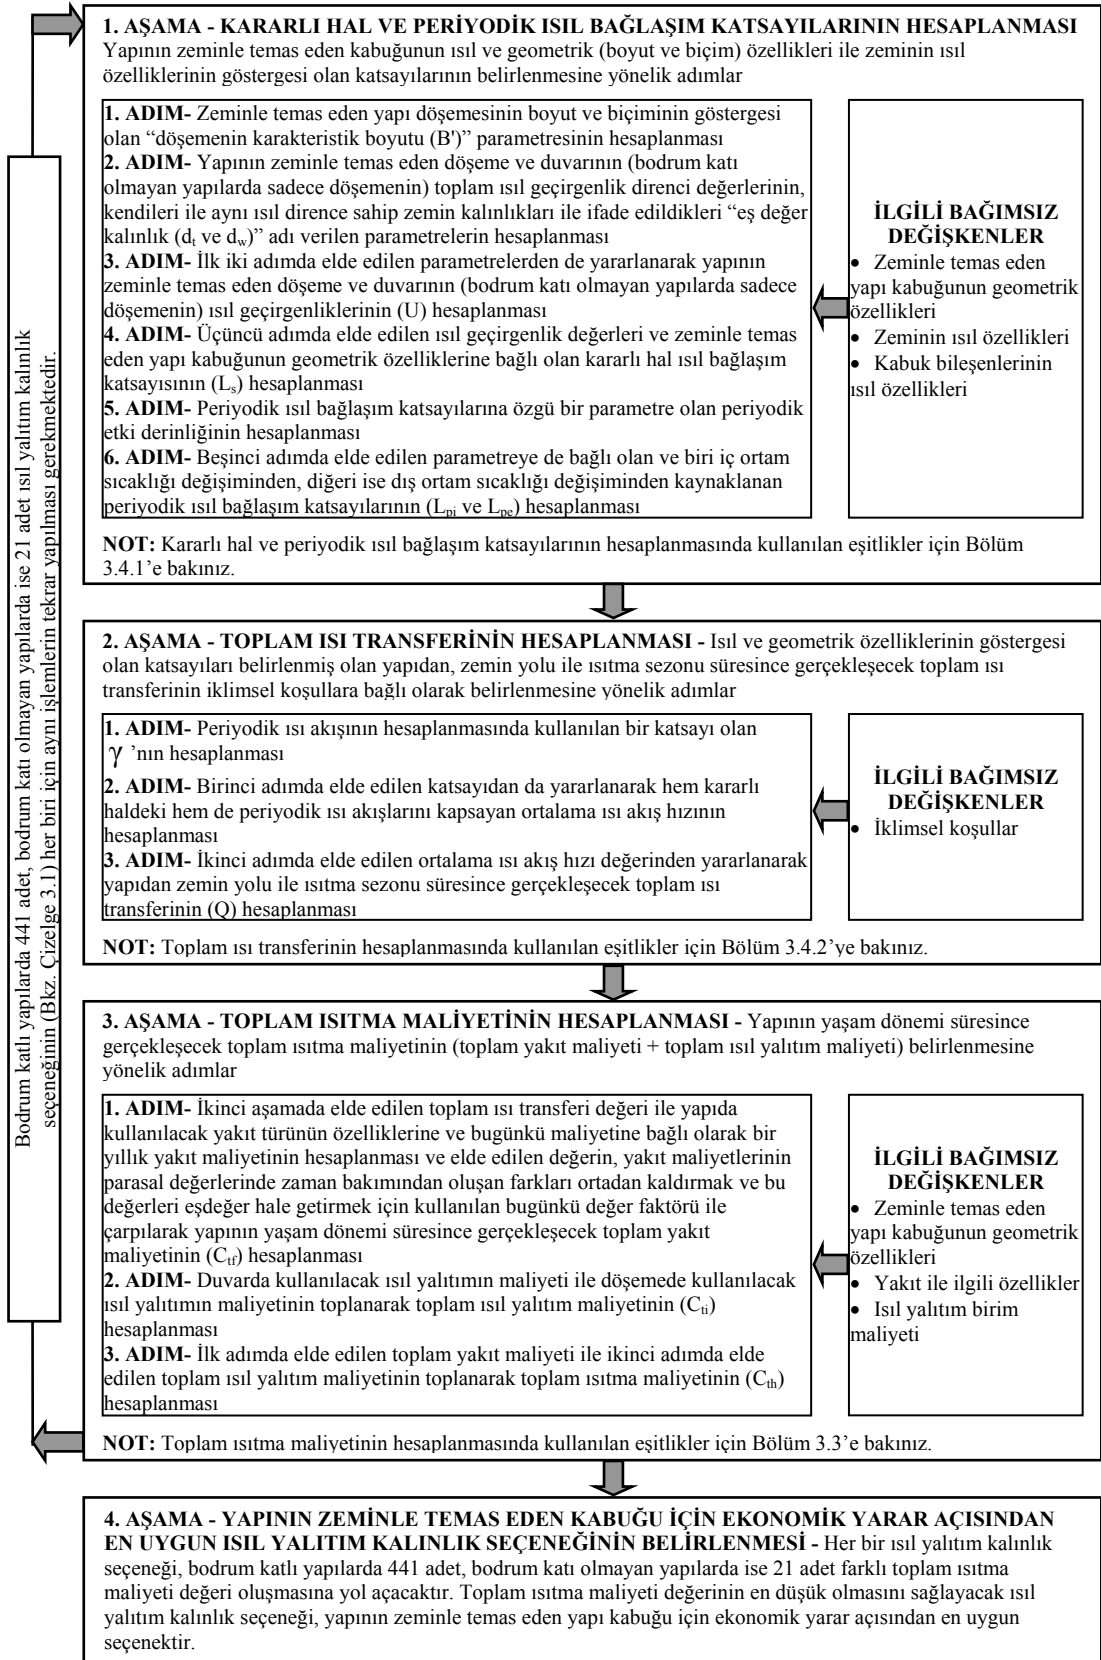 1. AŞAMA - KARARLI HAL VE PERİYODİK ISIL BAĞLAŞIM KATSAYILARININ HESAPLANMASI
Yapının zeminle temas eden kabuğunun ısıl ve geometrik (boyut ve biçim) özellikleri ile zeminin ısıl
özelliklerinin göstergesi olan katsayılarının belirlenmesine yönelik adımlar
1. ADIM- Zeminle temas eden yapı döşemesinin boyut ve biçiminin göstergesi
olan “döşemenin karakteristik boyutu (B')” parametresinin hesaplanması
2. ADIM- Yapının zeminle temas eden döşeme ve duvarının (bodrum katı
olmayan yapılarda sadece döşemenin) toplam ısıl geçirgenlik direnci değerlerinin,
kendileri ile aynı ısıl dirence sahip zemin kalınlıkları ile ifade edildikleri “eş değer
kalınlık (dt ve dw)” adı verilen parametrelerin hesaplanması
3. ADIM- İlk iki adımda elde edilen parametrelerden de yararlanarak yapının
zeminle temas eden döşeme ve duvarının (bodrum katı olmayan yapılarda sadece
döşemenin) ısıl geçirgenliklerinin (U) hesaplanması
4. ADIM- Üçüncü adımda elde edilen ısıl geçirgenlik değerleri ve zeminle temas
eden yapı kabuğunun geometrik özelliklerine bağlı olan kararlı hal ısıl bağlaşım
katsayısının (Ls) hesaplanması
5. ADIM- Periyodik ısıl bağlaşım katsayılarına özgü bir parametre olan periyodik
etki derinliğinin hesaplanması
6. ADIM- Beşinci adımda elde edilen parametreye de bağlı olan ve biri iç ortam
sıcaklığı değişiminden, diğeri ise dış ortam sıcaklığı değişiminden kaynaklanan
periyodik ısıl bağlaşım katsayılarının (Lpi ve Lpe) hesaplanması
İLGİLİ BAĞIMSIZ
DEĞİŞKENLER
• Zeminle temas eden
yapı kabuğunun geometrik
özellikleri
• Zeminin ısıl özellikleri
• Kabuk bileşenlerinin
ısıl özellikleri
NOT: Kararlı hal ve periyodik ısıl bağlaşım katsayılarının hesaplanmasında kullanılan eşitlikler için Bölüm
3.4.1’e bakınız.
2. AŞAMA - TOPLAM ISI TRANSFERİNİN HESAPLANMASI - Isıl ve geometrik özelliklerinin göstergesi
olan katsayıları belirlenmiş olan yapıdan, zemin yolu ile ısıtma sezonu süresince gerçekleşecek toplam ısı
transferinin iklimsel koşullara bağlı olarak belirlenmesine yönelik adımlar
1. ADIM- Periyodik ısı akışının hesaplanmasında kullanılan bir katsayı olan
γ ’nın hesaplanması
2. ADIM- Birinci adımda elde edilen katsayıdan da yararlanarak hem kararlı
haldeki hem de periyodik ısı akışlarını kapsayan ortalama ısı akış hızının
hesaplanması
3. ADIM- İkinci adımda elde edilen ortalama ısı akış hızı değerinden yararlanarak
yapıdan zemin yolu ile ısıtma sezonu süresince gerçekleşecek toplam ısı
transferinin (Q) hesaplanması
İLGİLİ BAĞIMSIZ
DEĞİŞKENLER
• İklimsel koşullar
NOT: Toplam ısı transferinin hesaplanmasında kullanılan eşitlikler için Bölüm 3.4.2’ye bakınız.
3. AŞAMA - TOPLAM ISITMA MALİYETİNİN HESAPLANMASI - Yapının yaşam dönemi süresince
gerçekleşecek toplam ısıtma maliyetinin (toplam yakıt maliyeti + toplam ısıl yalıtım maliyeti) belirlenmesine
yönelik adımlar
1. ADIM- İkinci aşamada elde edilen toplam ısı transferi değeri ile yapıda
kullanılacak yakıt türünün özelliklerine ve bugünkü maliyetine bağlı olarak bir
yıllık yakıt maliyetinin hesaplanması ve elde edilen değerin, yakıt maliyetlerinin
parasal değerlerinde zaman bakımından oluşan farkları ortadan kaldırmak ve bu
değerleri eşdeğer hale getirmek için kullanılan bugünkü değer faktörü ile
çarpılarak yapının yaşam dönemi süresince gerçekleşecek toplam yakıt
maliyetinin (Ctf) hesaplanması
2. ADIM- Duvarda kullanılacak ısıl yalıtımın maliyeti ile döşemede kullanılacak
ısıl yalıtımın maliyetinin toplanarak toplam ısıl yalıtım maliyetinin (Cti)
hesaplanması
3. ADIM- İlk adımda elde edilen toplam yakıt maliyeti ile ikinci adımda elde
edilen toplam ısıl yalıtım maliyetinin toplanarak toplam ısıtma maliyetinin (Cth)
hesaplanması
İLGİLİ BAĞIMSIZ
DEĞİŞKENLER
• Zeminle temas eden
yapı kabuğunun geometrik
özellikleri
• Yakıt ile ilgili özellikler
• Isıl yalıtım birim
maliyeti
NOT: Toplam ısıtma maliyetinin hesaplanmasında kullanılan eşitlikler için Bölüm 3.3’e bakınız.
4. AŞAMA - YAPININ ZEMİNLE TEMAS EDEN KABUĞU İÇİN EKONOMİK YARAR AÇISINDAN
EN UYGUN ISIL YALITIM KALINLIK SEÇENEĞİNİN BELİRLENMESİ - Her bir ısıl yalıtım kalınlık
seçeneği, bodrum katlı yapılarda 441 adet, bodrum katı olmayan yapılarda ise 21 adet farklı toplam ısıtma
maliyeti değeri oluşmasına yol açacaktır. Toplam ısıtma maliyeti değerinin en düşük olmasını sağlayacak ısıl
yalıtım kalınlık seçeneği, yapının zeminle temas eden yapı kabuğu için ekonomik yarar açısından en uygun
seçenektir.
Bodrum katlı yapılarda 441 adet, bodrum katı olmayan yapılarda ise 21 adet ısıl yalıtım kalınlık
seçeneğinin (Bkz. Çizelge 3.1) her biri için aynı işlemlerin tekrar yapılması gerekmektedir.